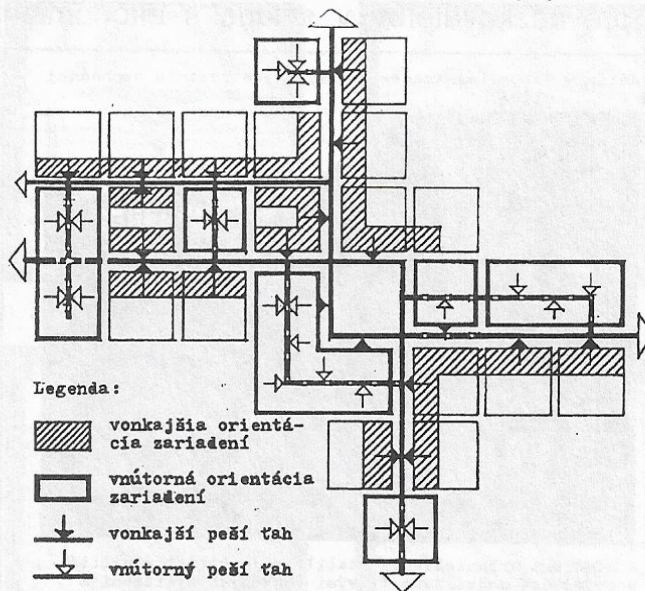 Legenda:
vonkajšia orientá-
cia zariadení
vnútorná orientácia
zariadení
vonkajší peší ťah
vnútorný peší ťah